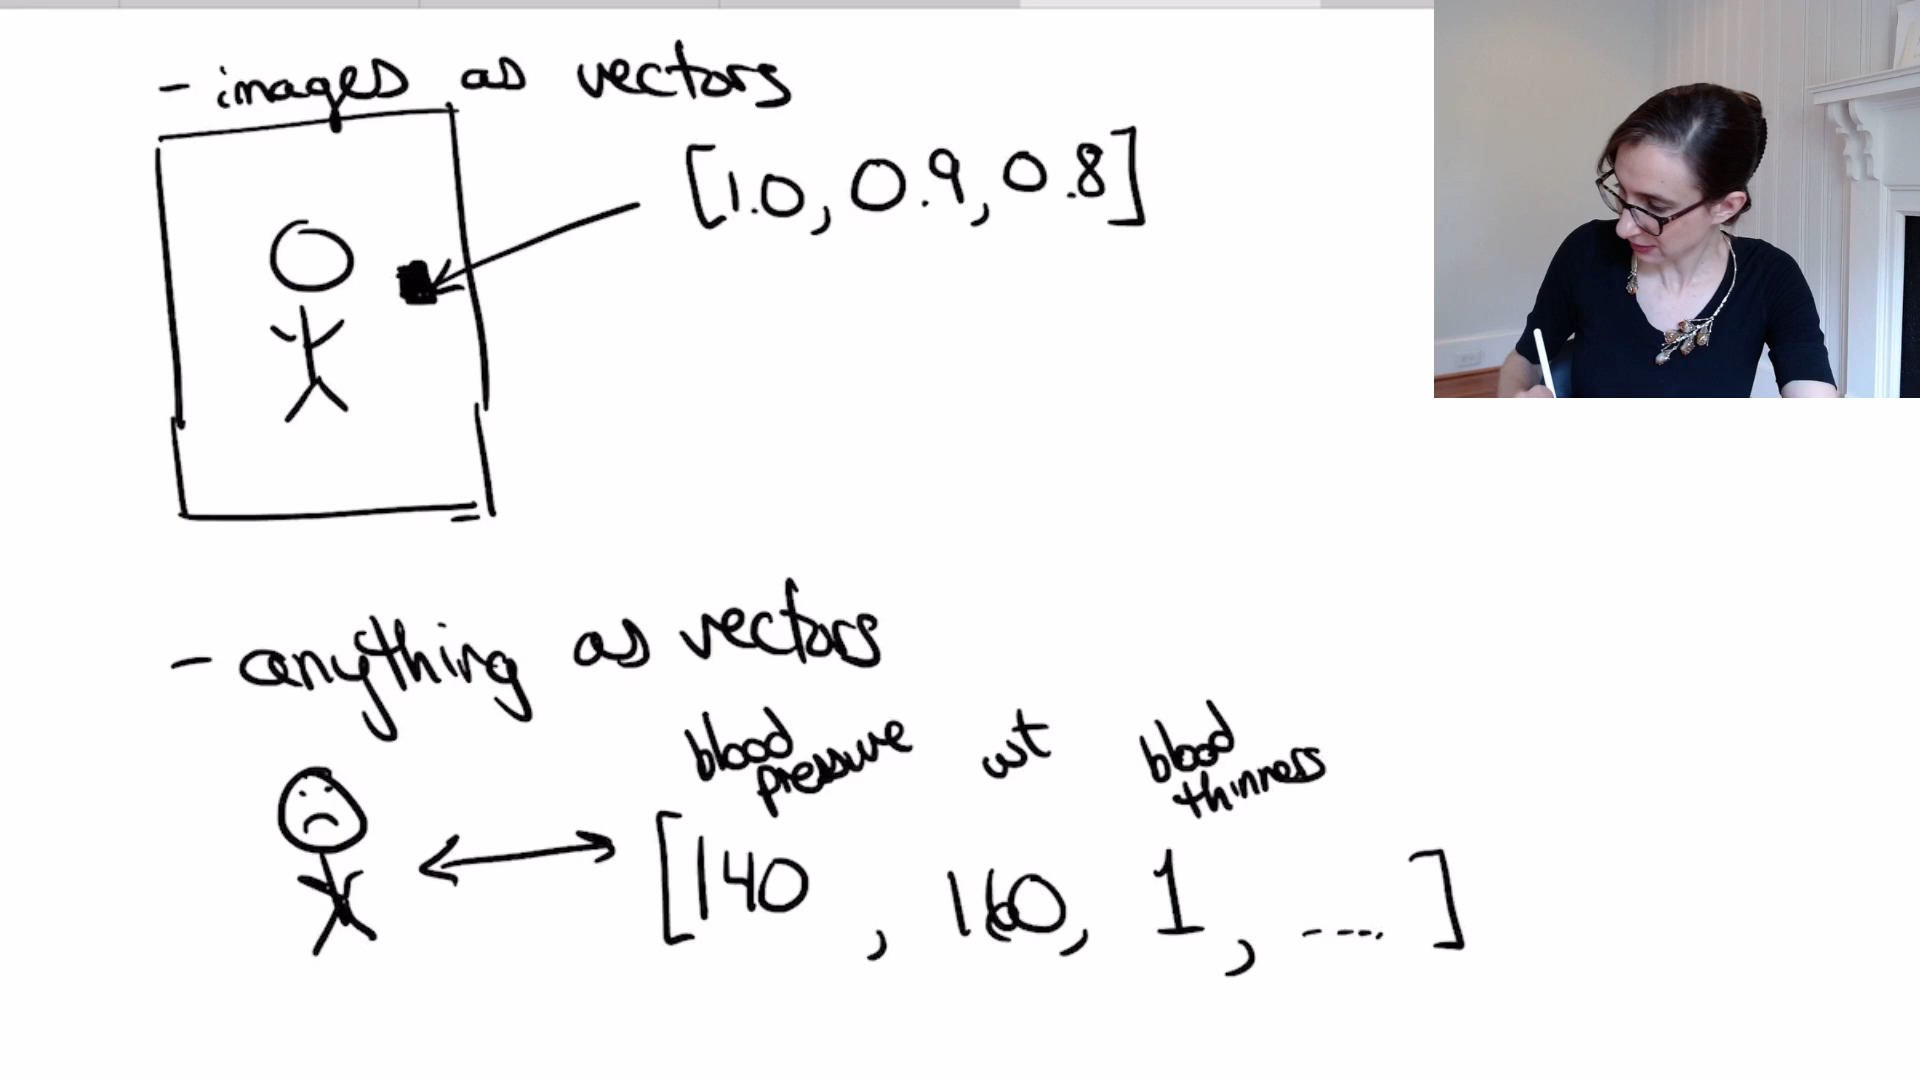 - images as vectors
[1.0, 0.9, 0.8]
- anything as vectors
blood pressure
wt
blood thinners
[140, 160, 1, ....]